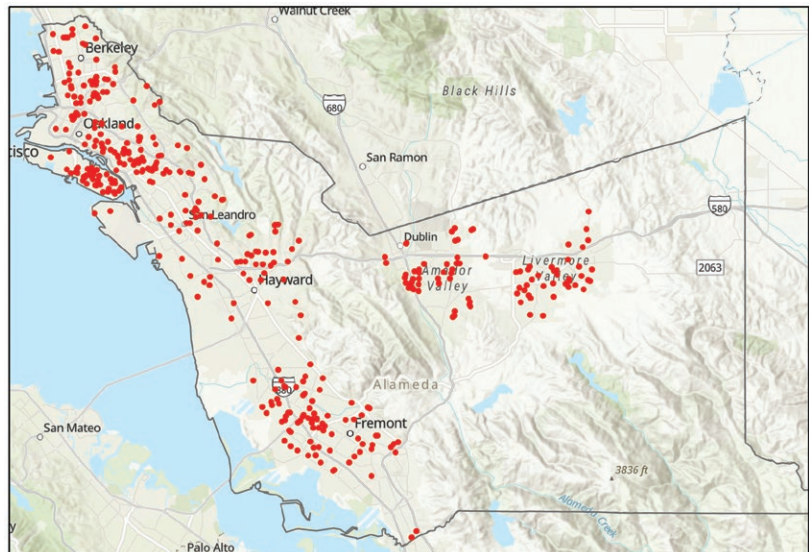 Walnut Creek
Berkeley
Black Hills
680
Oakland
cisco
San Ramon
580
San Leandro
Dublin
Livermore
Valley
2063
Amador
Valley
Hayward
Alameda
880
San Mateo
Fremont
3836 ft
Alameda Creek
Palo Alto
y